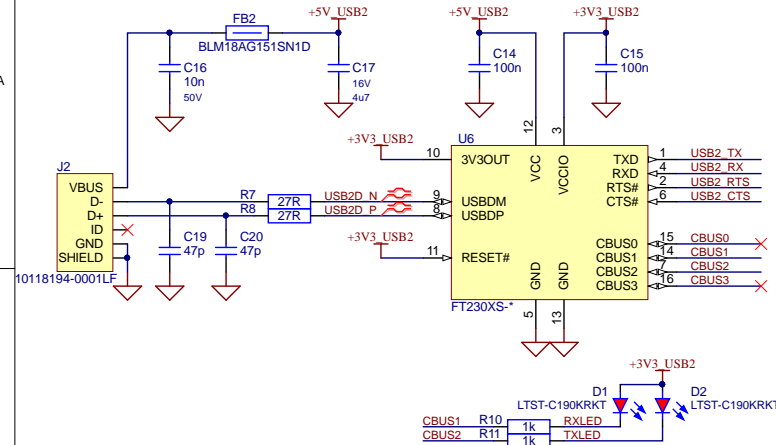 FB2
BLM18AG151SN1D
+5V_USB2
+5V_USB2
+3V3_USB2
C16
10n
50V
C17
16V
4u7
C14
100n
C15
100n
A
J2
VBUS
D-
D+
ID
GND
SHIELD
10118194-0001LF
R7
27R
USB2D_N
R8
27R
USB2D_P
C19
47p
C20
47p
+3V3_USB2
+3V3_USB2
U6
12
3
10
3V3OUT
VCC
VCCIO
9
USBDM
8
USBDP
11
RESET#
GND
GND
5
13
FT230XS-*
TXD
1
USB2_TX
RXD
4
USB2_RX
RTS#
2
USB2_RTS
CTS#
6
USB2_CTS
CBUS0
15
CBUS0
CBUS1
14
CBUS1
CBUS2
7
CBUS2
CBUS3
16
CBUS3
+3V3_USB2
D1
LTST-C190KRKT
D2
LTST-C190KRKT
CBUS1
R10
1k
RXLED
CBUS2
R11
1k
TXLED